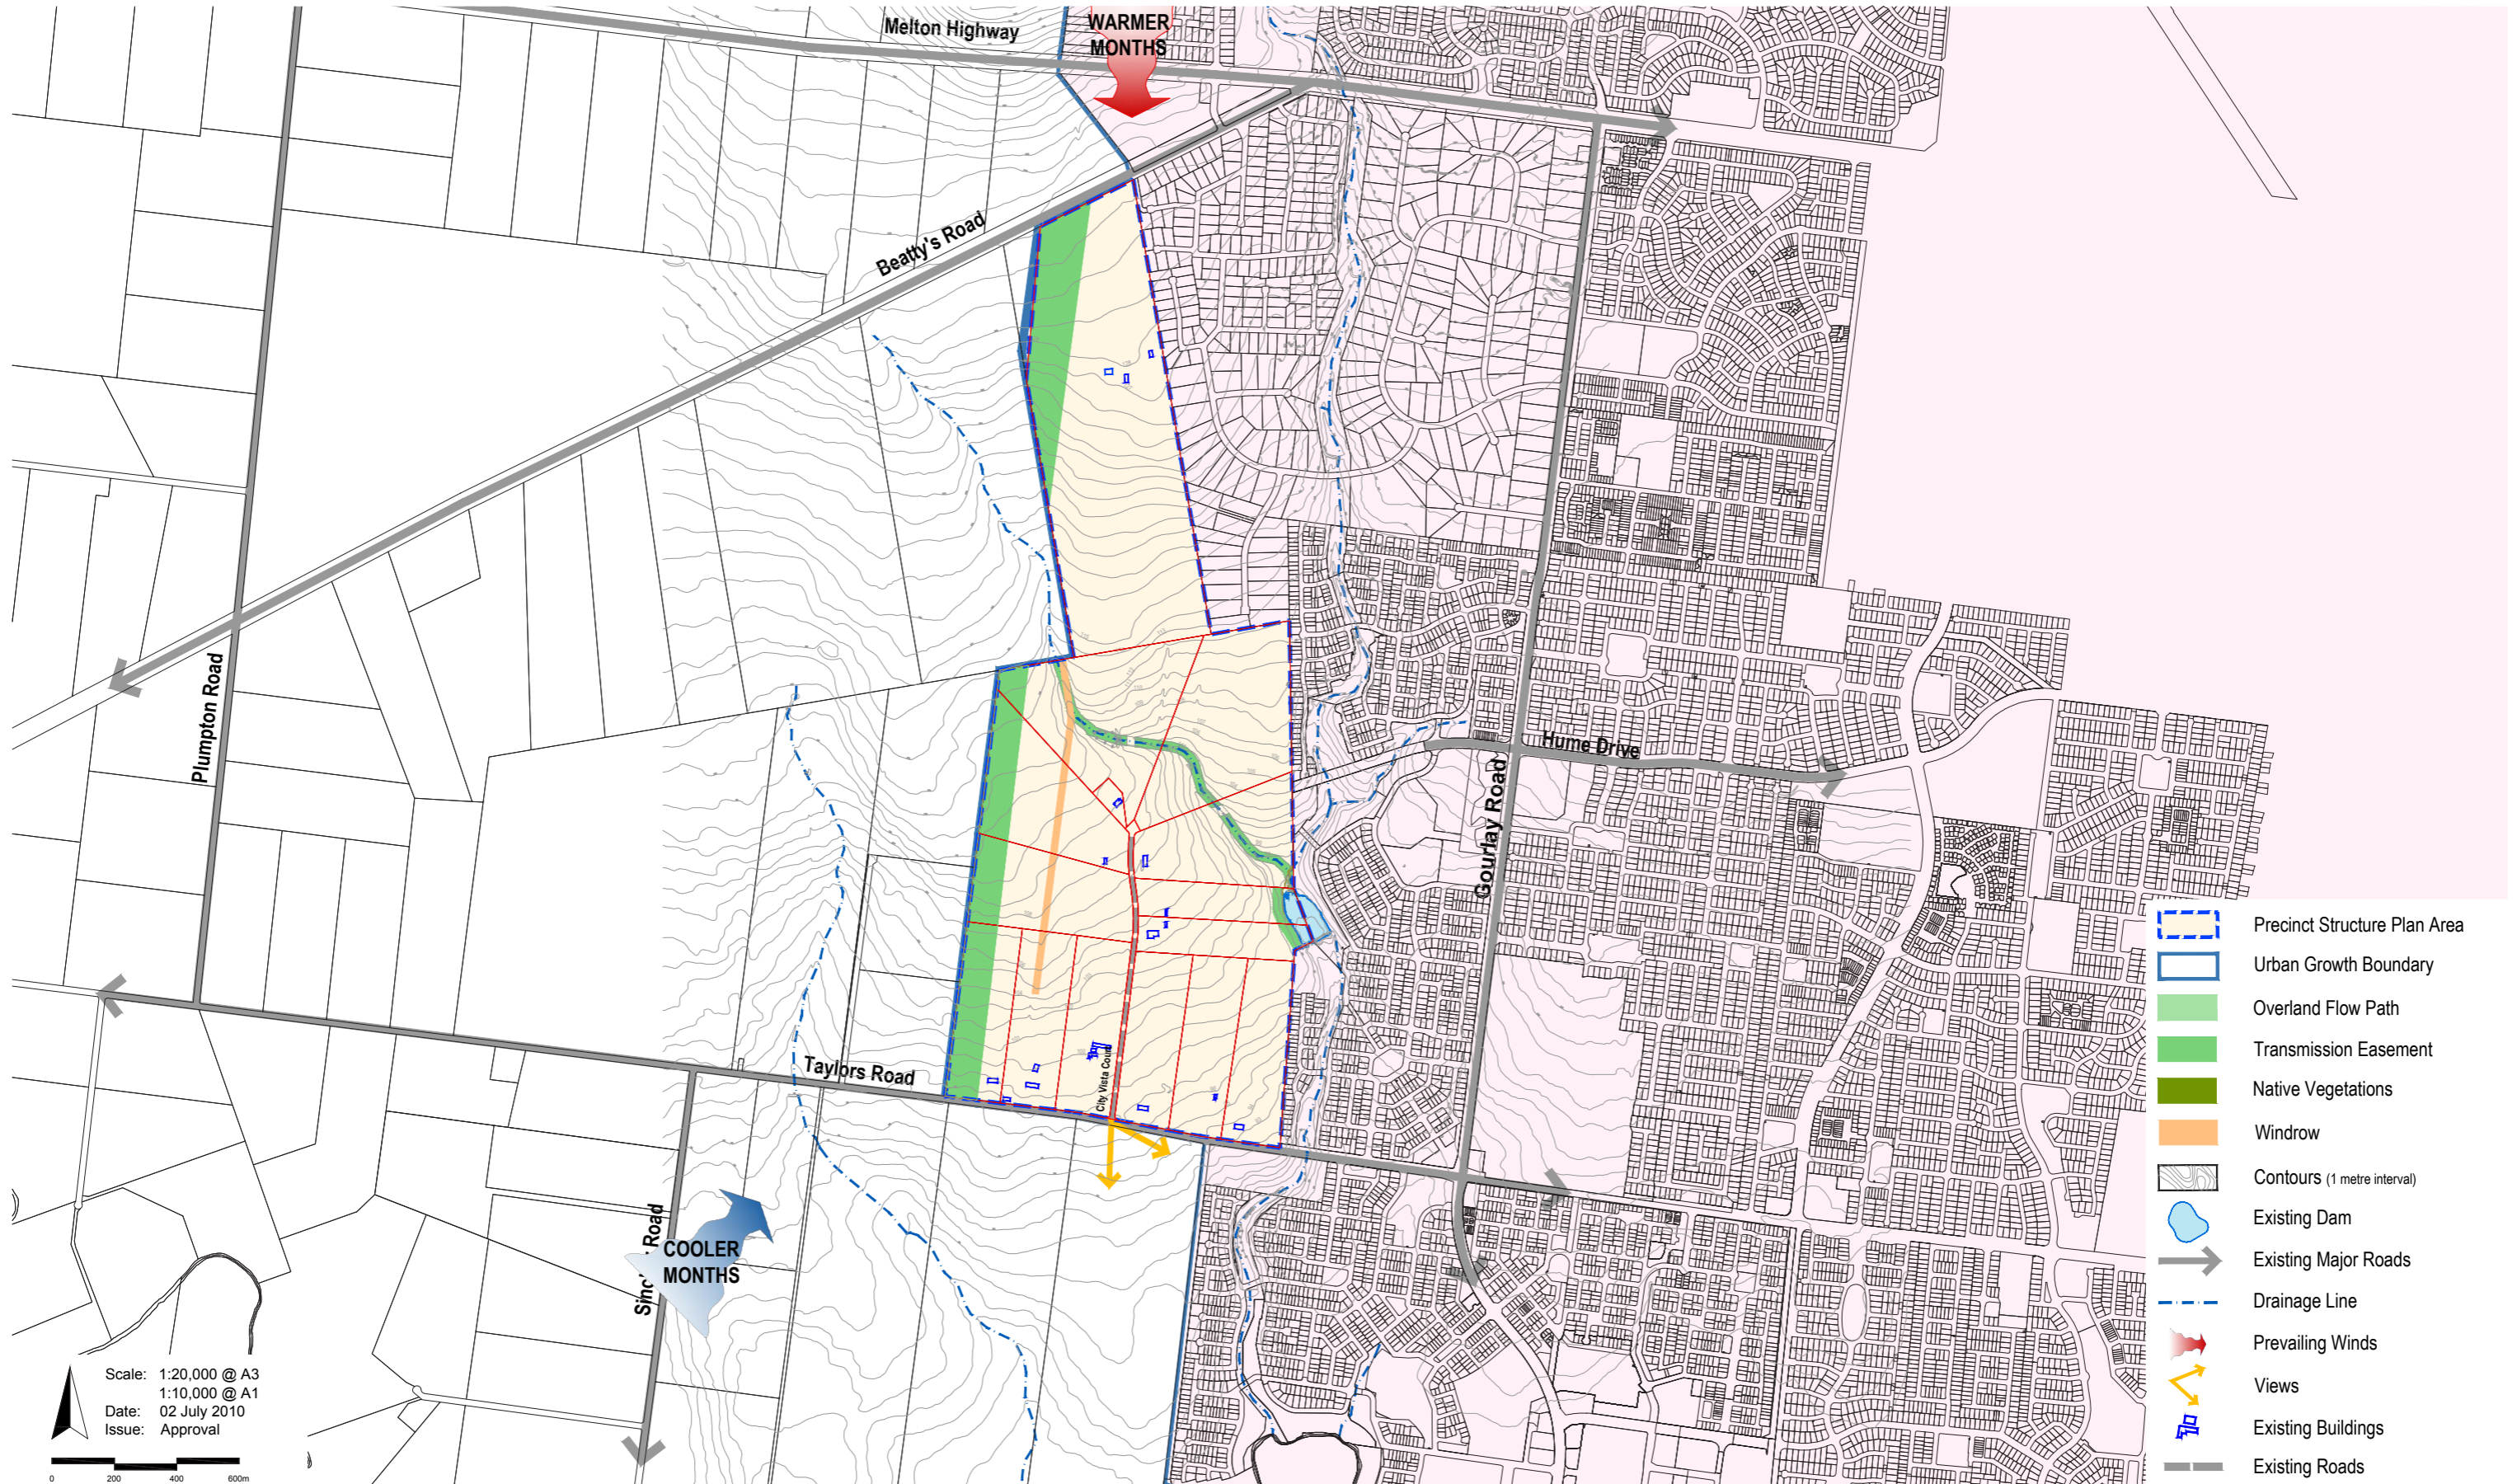 Melton Highway
WARMER
MONTHS
Beatty's Road
Plumpton Road
Hume Drive
Gourlay Road
City Vista Court
Taylors Road
COOLER
MONTHS
Road
Precinct Structure Plan Area
Urban Growth Boundary
Overland Flow Path
Transmission Easement
Native Vegetations
Windrow
Contours (1 metre interval)
Existing Dam
Existing Major Roads
Drainage Line
Prevailing Winds
Views
Existing Buildings
Existing Roads
Scale: 1:20,000 @ A3
1:10,000 @ A1
Date: 02 July 2010
Issue: Approval
0 200 400 600m